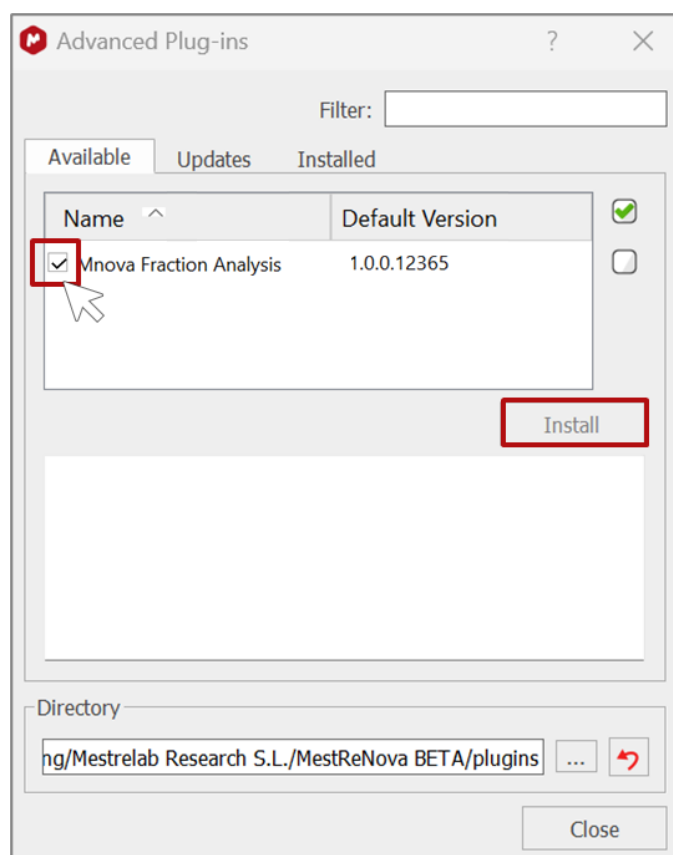 Advanced Plug-ins
Filter:
Available Updates Installed
Name Default Version
Mnova Fraction Analysis 1.0.0.12365
Install
Directory
ng/Mestrelab Research S.L./MestReNova BETA/plugins ...
Close